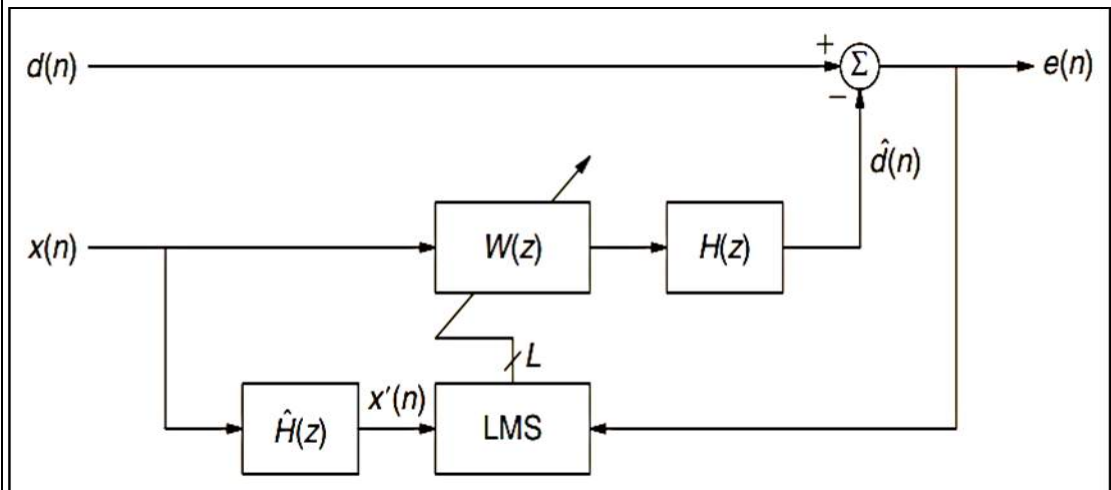 d(n)
+
Σ
e(n)
−
d̂(n)
x(n)
W(z)
H(z)
L
Ĥ(z)
x′(n)
LMS